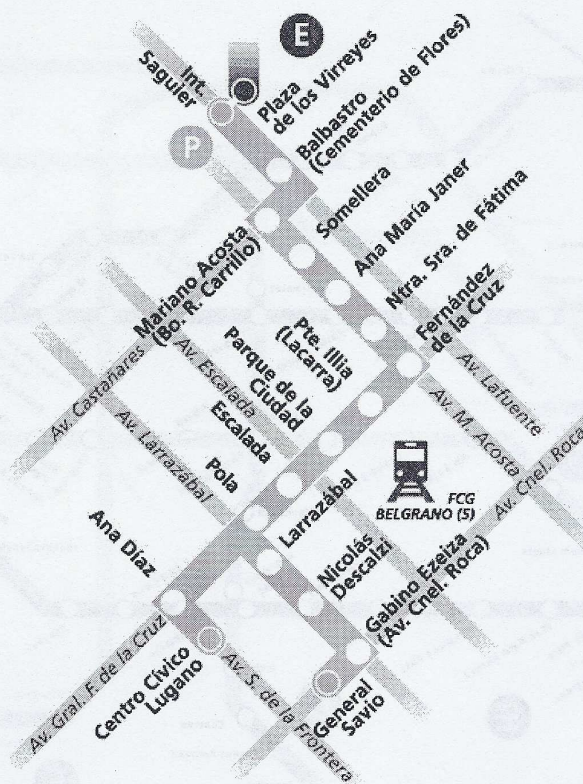 E
Int.
Saguier
Plaza
de los Virreyes
Balbastro
(Cementerio de Flores)
P
Somellera
Ana María Janer
Ntra. Sra. de Fátima
Fernández
de la Cruz
Mariano Acosta
(Bo. R. Carrillo)
Av. Castañares
Pte. Illia
(Lacarra)
Parque de la
Ciudad
Av. Escalada
Escalada
Av. Lafuente
Av. M. Acosta
Av. Larrazábal
Pola
Av. Cnel. Roca
FCG
BELGRANO (S)
Larrazábal
Ana Díaz
Nicolás
Descalzi
Gabino Ezeiza
(Av. Cnel. Roca)
Av. Gral. F. de la Cruz
Centro Cívico
Lugano
Av. S. de la Frontera
General
Savio